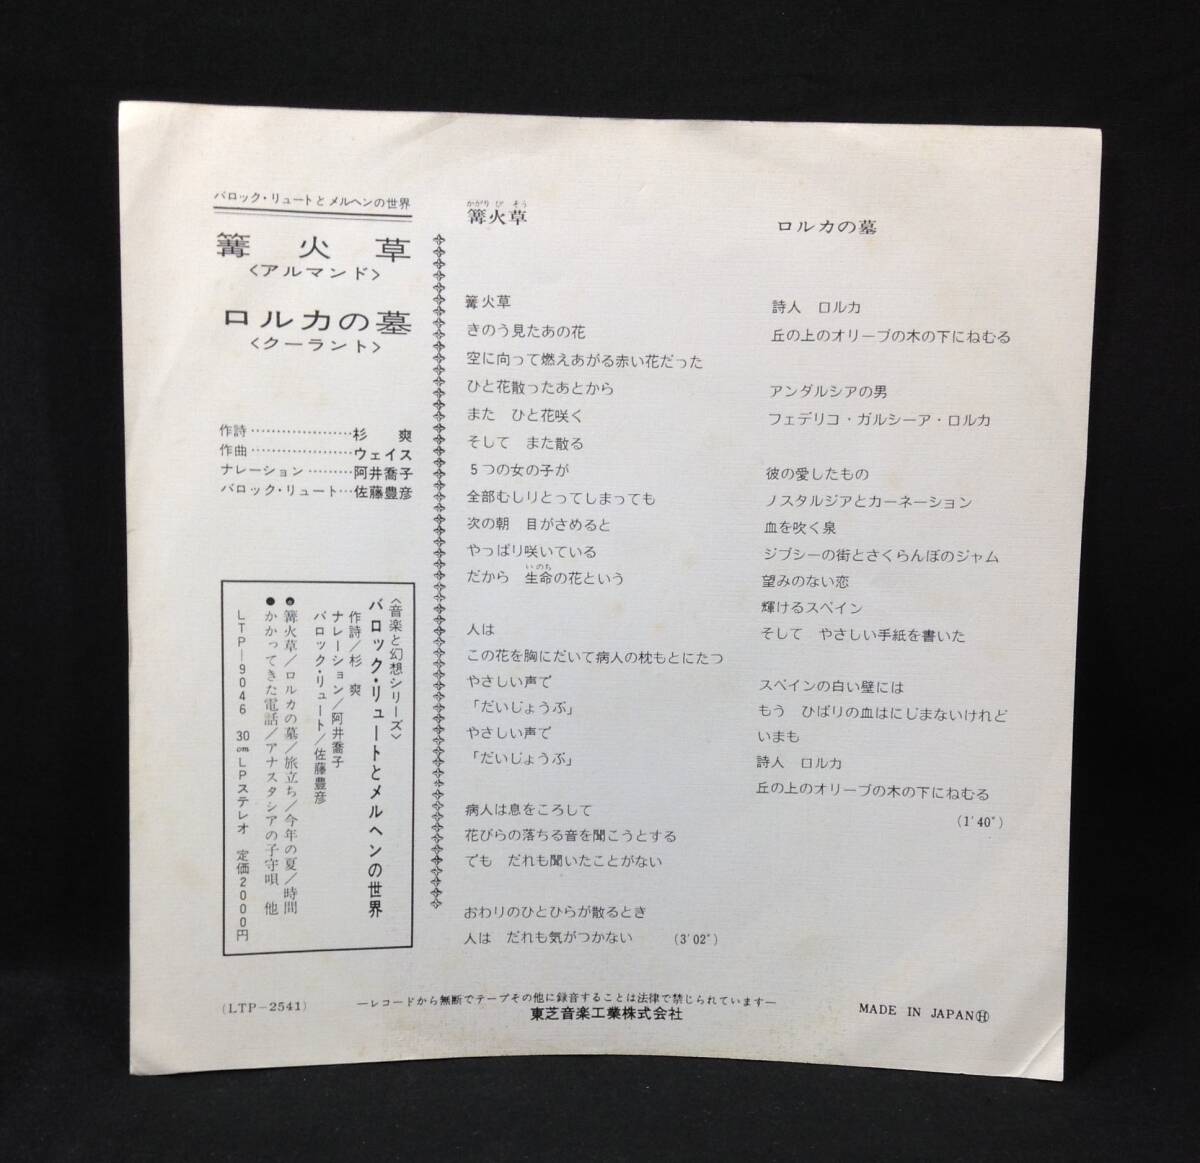 バロック・リュートとメルヘンの世界
篝火草
〈アルマンド〉
ロルカの墓
〈クーラント〉
作詩…………………杉　爽
作曲…………………ウェイス
ナレーション………阿井喬子
バロック・リュート…佐藤豊彦
〈音楽と幻想シリーズ〉
バロック・リュートとメルヘンの世界
作詩/杉　爽
ナレーション/阿井喬子
バロック・リュート/佐藤豊彦
●篝火草/ロルカの墓/旅立ち/今年の夏/時間
●かかってきた電話/アナスタシアの子守唄　他
LTP―9046　30cmLPステレオ　定価2000円
(LTP-2541)
かがり び そう
篝火草
篝火草
きのう見たあの花
空に向って燃えあがる赤い花だった
ひと花散ったあとから
また　ひと花咲く
そして　また散る
5つの女の子が
全部むしりとってしまっても
次の朝　目がさめると
やっぱり咲いている
いのち
だから　生命の花という
人は
この花を胸にだいて病人の枕もとにたつ
やさしい声で
「だいじょうぶ」
やさしい声で
「だいじょうぶ」
病人は息をころして
花びらの落ちる音を聞こうとする
でも　だれも聞いたことがない
おわりのひとひらが散るとき
人は　だれも気がつかない　(3′02″)
ロルカの墓
詩人　ロルカ
丘の上のオリーブの木の下にねむる
アンダルシアの男
フェデリコ・ガルシーア・ロルカ
彼の愛したもの
ノスタルジアとカーネーション
血を吹く泉
ジプシーの街とさくらんぼのジャム
望みのない恋
輝けるスペイン
そして　やさしい手紙を書いた
スペインの白い壁には
もう　ひばりの血はにじまないけれど
いまも
詩人　ロルカ
丘の上のオリーブの木の下にねむる
(1′40″)
―レコードから無断でテープその他に録音することは法律で禁じられています―
東芝音楽工業株式会社
MADE IN JAPANⒽ